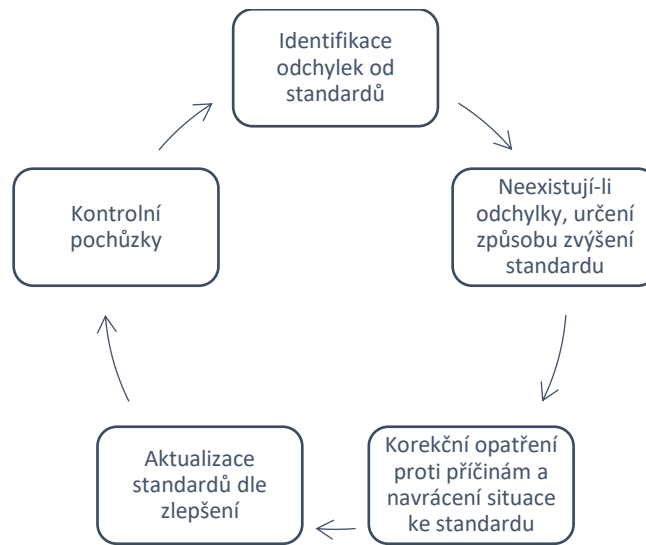 Identifikace
odchylek od
standardů
Neexistují-li
odchylky, určení
způsobu zvýšení
standardu
Korekční opatření
proti příčinám a
navrácení situace
ke standardu
Aktualizace
standardů dle
zlepšení
Kontrolní
pochůzky